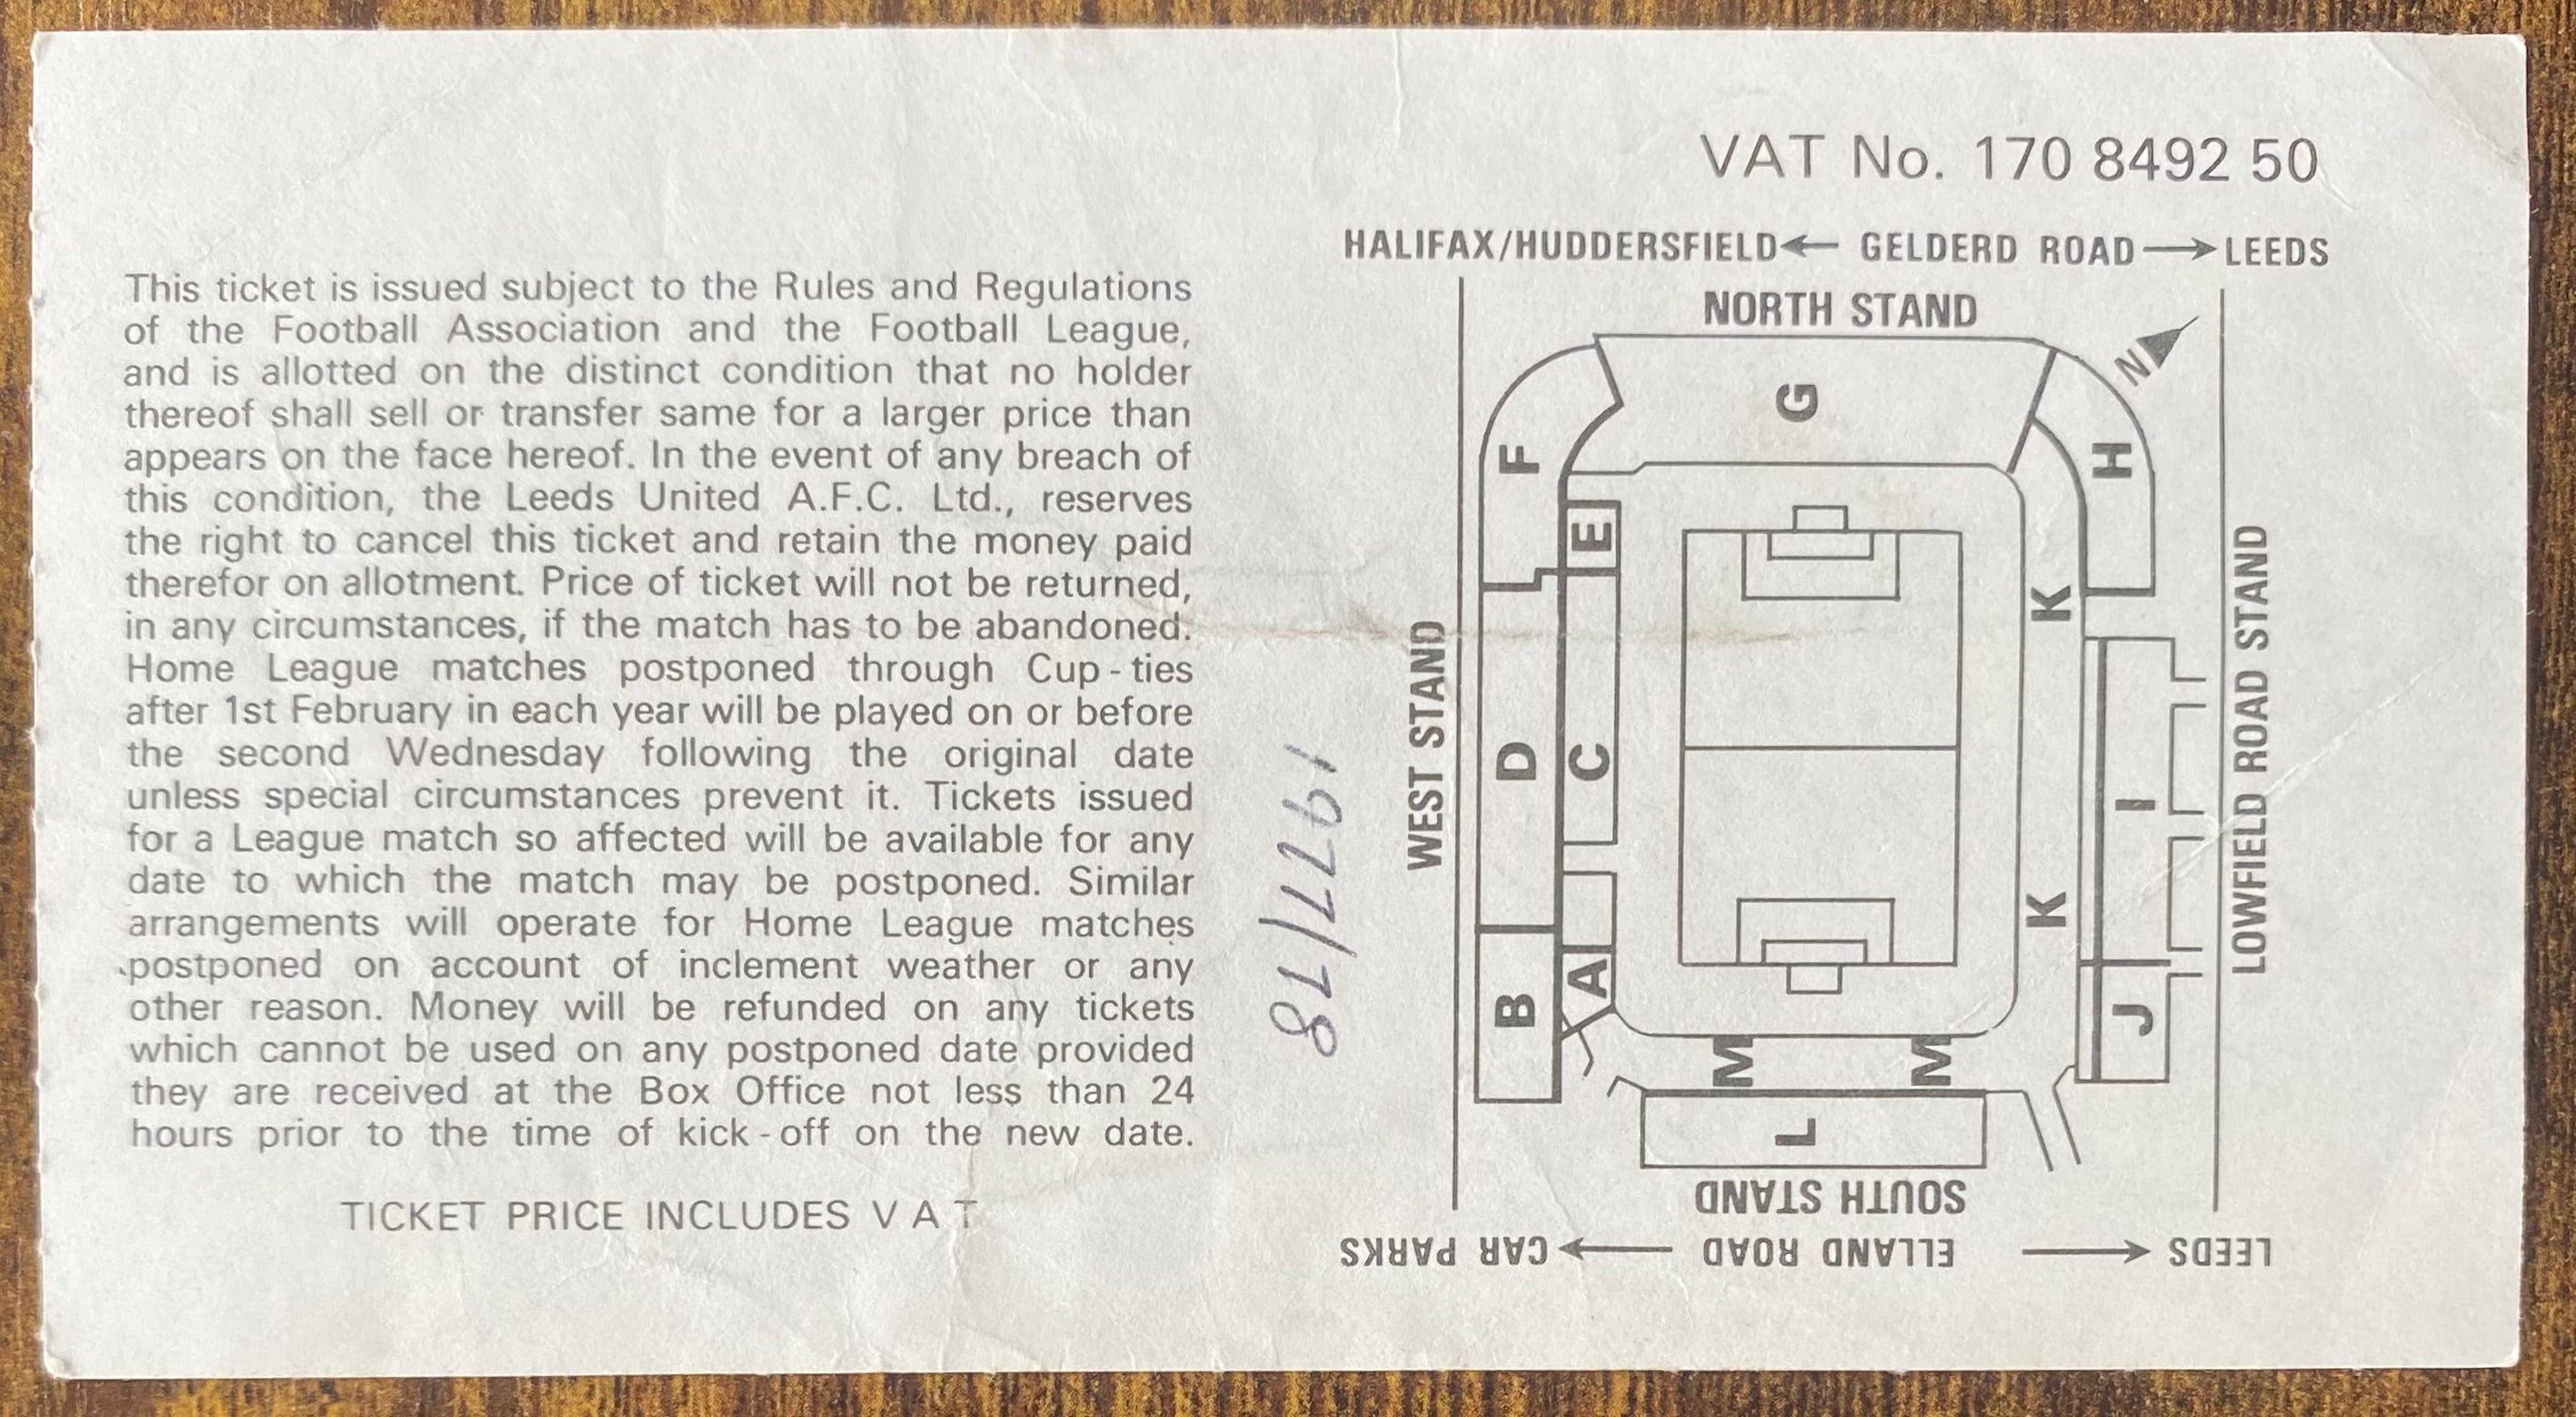 VAT No. 170 8492 50
This ticket is issued subject to the Rules and Regulations
of the Football Association and the Football League,
and is allotted on the distinct condition that no holder
thereof shall sell or transfer same for a larger price than
appears on the face hereof. In the event of any breach of
this condition, the Leeds United A.F.C. Ltd., reserves
the right to cancel this ticket and retain the money paid
therefor on allotment. Price of ticket will not be returned,
in any circumstances, if the match has to be abandoned.
Home League matches postponed through Cup-ties
after 1st February in each year will be played on or before
the second Wednesday following the original date
unless special circumstances prevent it. Tickets issued
for a League match so affected will be available for any
date to which the match may be postponed. Similar
arrangements will operate for Home League matches
postponed on account of inclement weather or any
other reason. Money will be refunded on any tickets
which cannot be used on any postponed date provided
they are received at the Box Office not less than 24
hours prior to the time of kick-off on the new date.
TICKET PRICE INCLUDES V A T
1977/78
HALIFAX/HUDDERSFIELD ← GELDERD ROAD → LEEDS
NORTH STAND
N
G
F
H
E
K
WEST STAND
LOWFIELD ROAD STAND
D
C
I
K
B
A
J
M
M
L
SOUTH STAND
CAR PARKS ← ELLAND ROAD → LEEDS